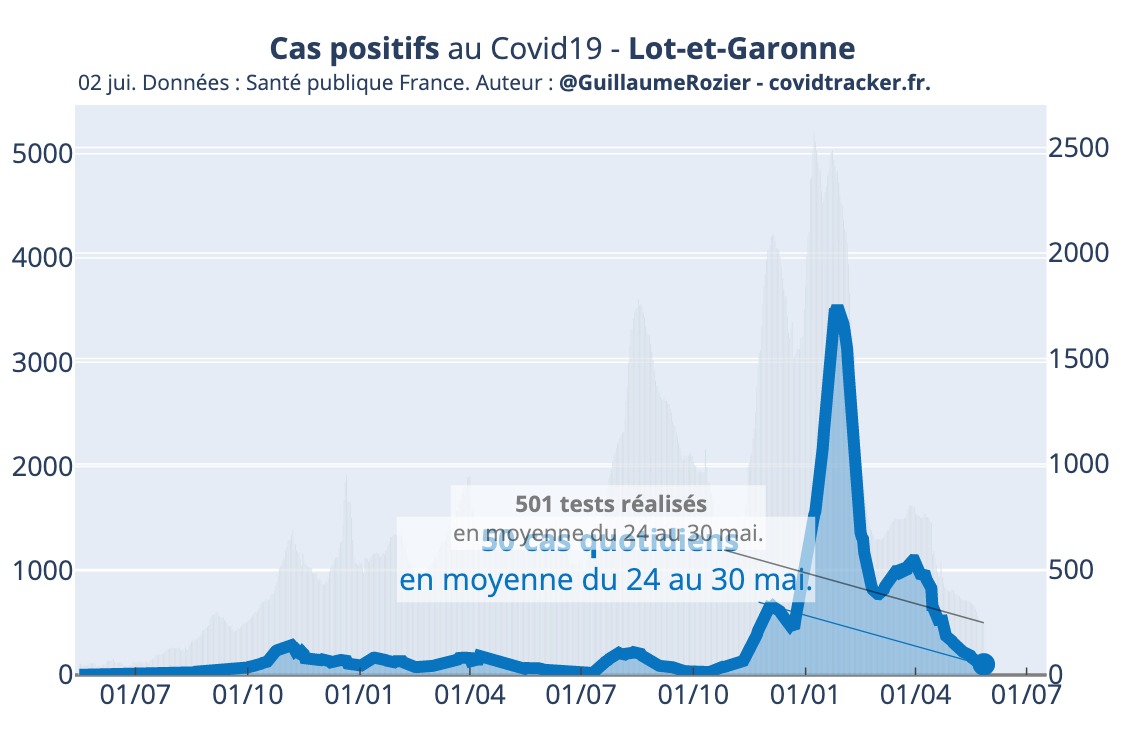 Cas positifs au Covid19 - Lot-et-Garonne
02 jui. Données : Santé publique France. Auteur : @GuillaumeRozier - covidtracker.fr.
5000
4000
3000
2000
1000
0
2500
2000
1500
1000
500
0
501 tests réalisés
en moyenne du 24 au 30 mai.
50 cas quotidiens
en moyenne du 24 au 30 mai.
01/07 01/10 01/01 01/04 01/07 01/10 01/01 01/04 01/07